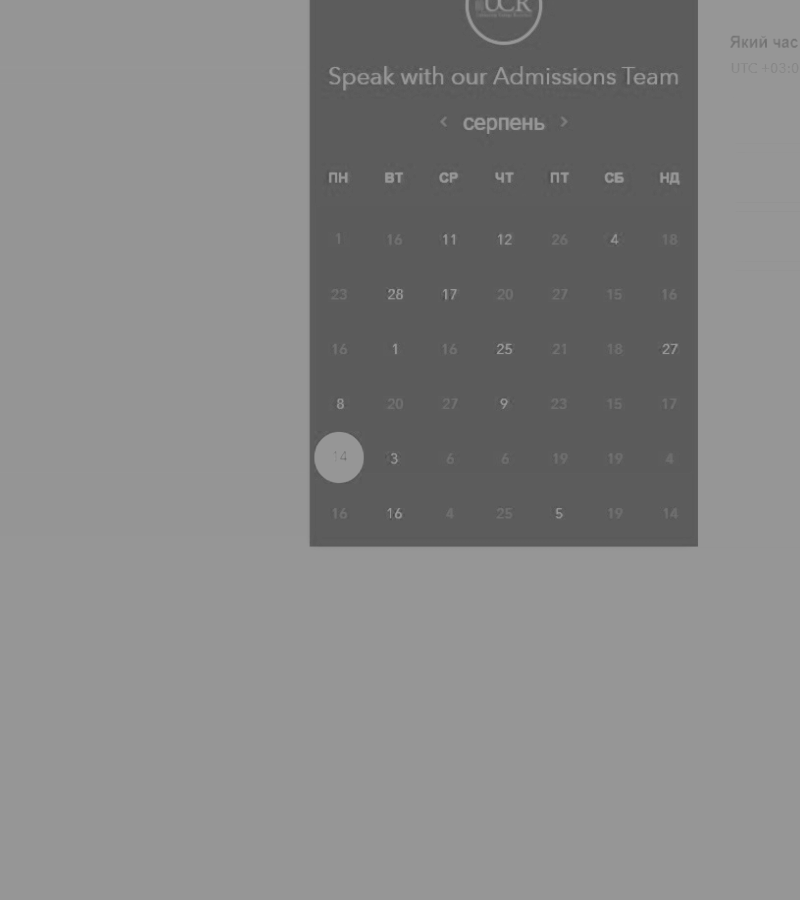 UCR
Speak with our Admissions Team
< серпень >
ПН ВТ СР ЧТ ПТ СБ НД
1 16 11 12 26 4 18
23 28 17 20 27 15 16
16 1 16 25 21 18 27
8 20 27 9 23 15 17
14 3 6 6 19 19 4
16 16 4 25 5 19 14
Який час
UTC +03:0